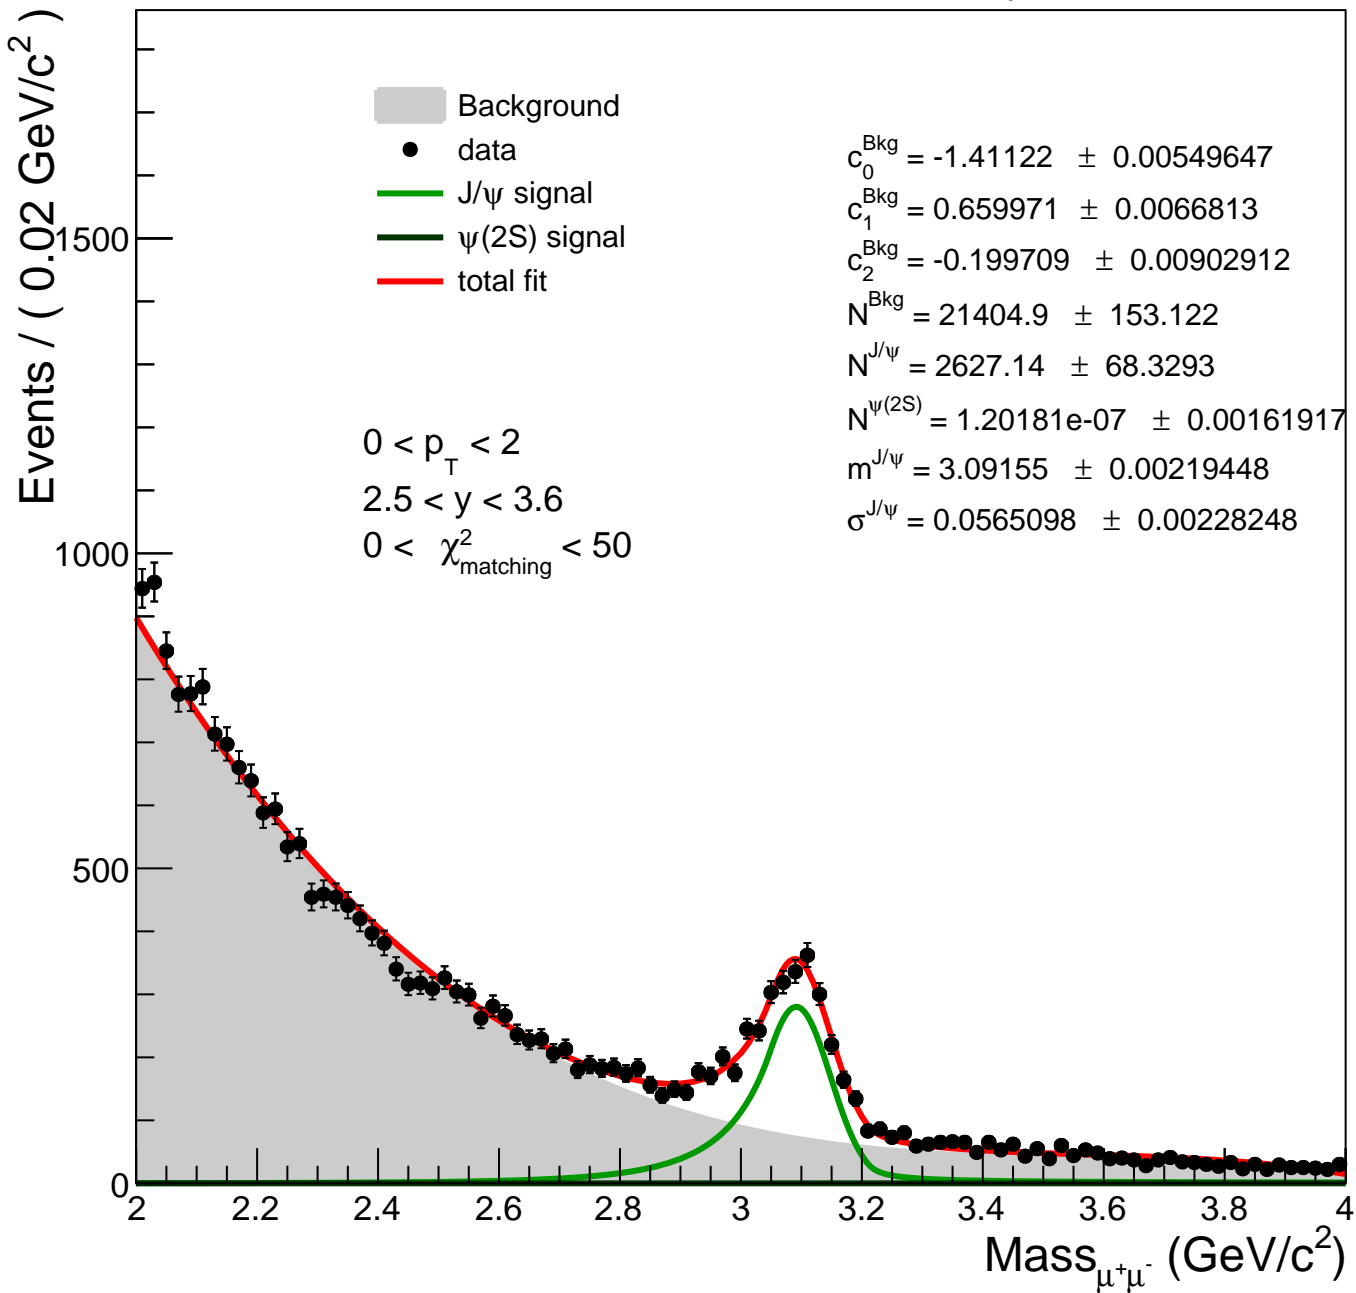 Events / ( 0.02 GeV/c²)
Background
data
J/ψ signal
ψ(2S) signal
total fit
c₀^Bkg = -1.41122 ± 0.00549647
c₁^Bkg = 0.659971 ± 0.0066813
c₂^Bkg = -0.199709 ± 0.00902912
N^Bkg = 21404.9 ± 153.122
N^J/ψ = 2627.14 ± 68.3293
N^ψ(2S) = 1.20181e-07 ± 0.00161917
m^J/ψ = 3.09155 ± 0.00219448
σ^J/ψ = 0.0565098 ± 0.00228248
0 < p_T < 2
2.5 < y < 3.6
0 < χ²_matching < 50
1500
1000
500
0
2 2.2 2.4 2.6 2.8 3 3.2 3.4 3.6 3.8 4
Mass_μ⁺μ⁻ (GeV/c²)